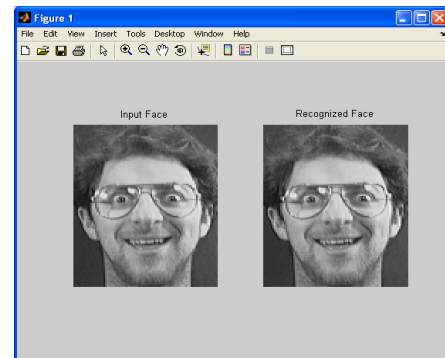 Figure 1
File Edit View Insert Tools Desktop Window Help
Input Face Recognized Face